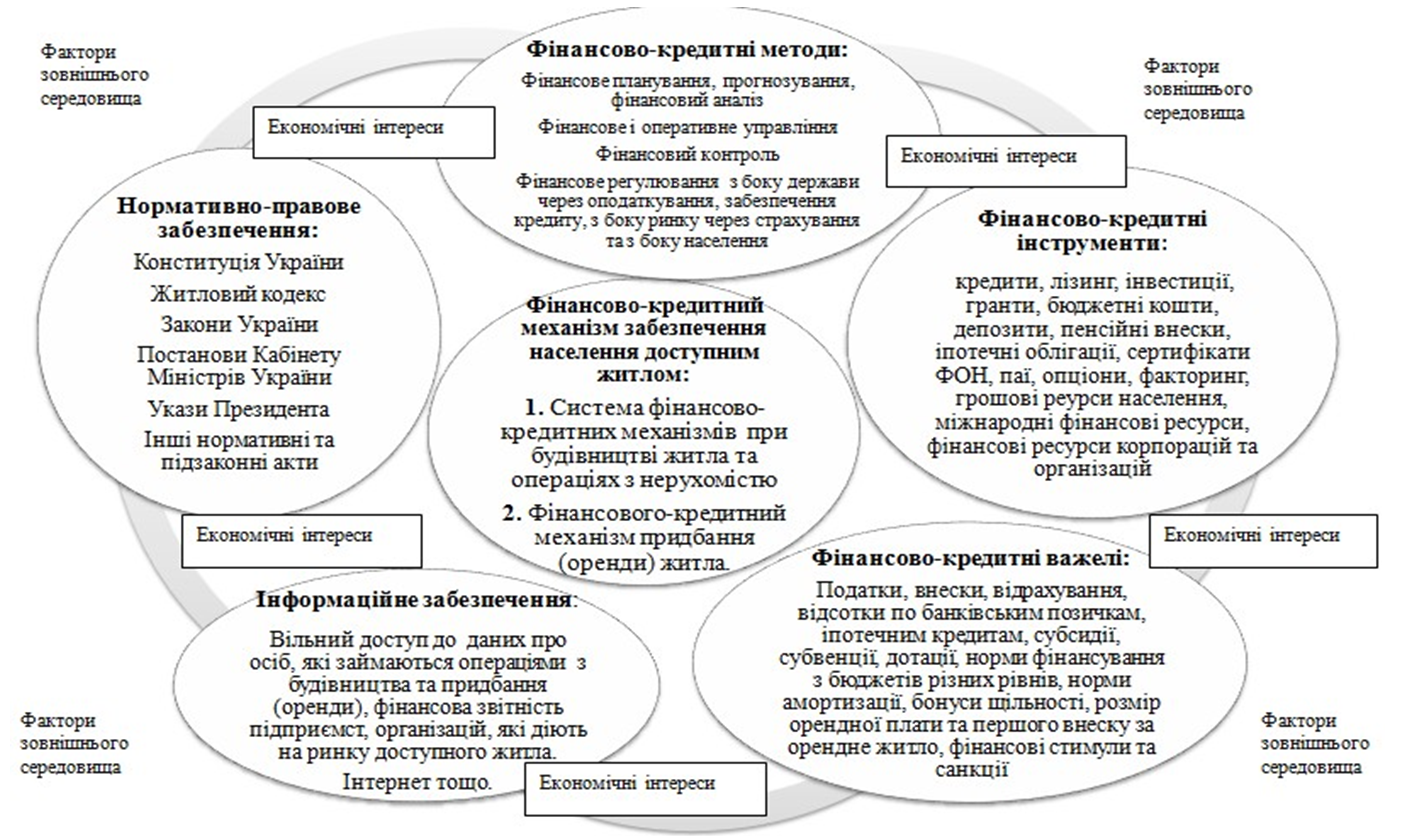 Фактори
зовнішнього
середовища
Фінансово-кредитні методи:
Фінансове планування, прогнозування,
фінансовий аналіз
Фінансове і оперативне управління
Фінансовий контроль
Фінансове регулювання з боку держави
через оподаткування, забезпечення
кредиту, з боку ринку через страхування
та з боку населення
Фактори
зовнішнього
середовища
Економічні інтереси
Економічні інтереси
Нормативно-правове
забезпечення:
Конституція України
Житловий кодекс
Закони України
Постанови Кабінету
Міністрів України
Укази Президента
Інші нормативні та
підзаконні акти
Фінансово-кредитний
механізм забезпечення
населення доступним
житлом:
1. Система фінансово-
кредитних механізмів при
будівництві житла та
операціях з нерухомістю
2. Фінансового-кредитний
механізм придбання
(оренди) житла.
Фінансово-кредитні
інструменти:
кредити, лізинг, інвестиції,
гранти, бюджетні кошти,
депозити, пенсійні внески,
іпотечні облігації, сертифікати
ФОН, паї, опціони, факторинг,
грошові реурси населення,
міжнародні фінансові ресурси,
фінансові ресурси корпорацій та
організацій
Економічні інтереси
Економічні інтереси
Інформаційне забезпечення:
Вільний доступ до даних про
осіб, які займаються операціями з
будівництва та придбання
(оренди), фінансова звітність
підприємст, організацій, які діють
на ринку доступного житла.
Інтернет тощо.
Фінансово-кредитні важелі:
Податки, внески, відрахування,
відсотки по банківським позичкам,
іпотечним кредитам, субсидії,
субвенції, дотації, норми фінансування
з бюджетів різних рівнів, норми
амортизації, бонуси щільності, розмір
орендної плати та першого внеску за
орендне житло, фінансові стимули та
санкції
Економічні інтереси
Фактори
зовнішнього
середовища
Фактори
зовнішнього
середовища